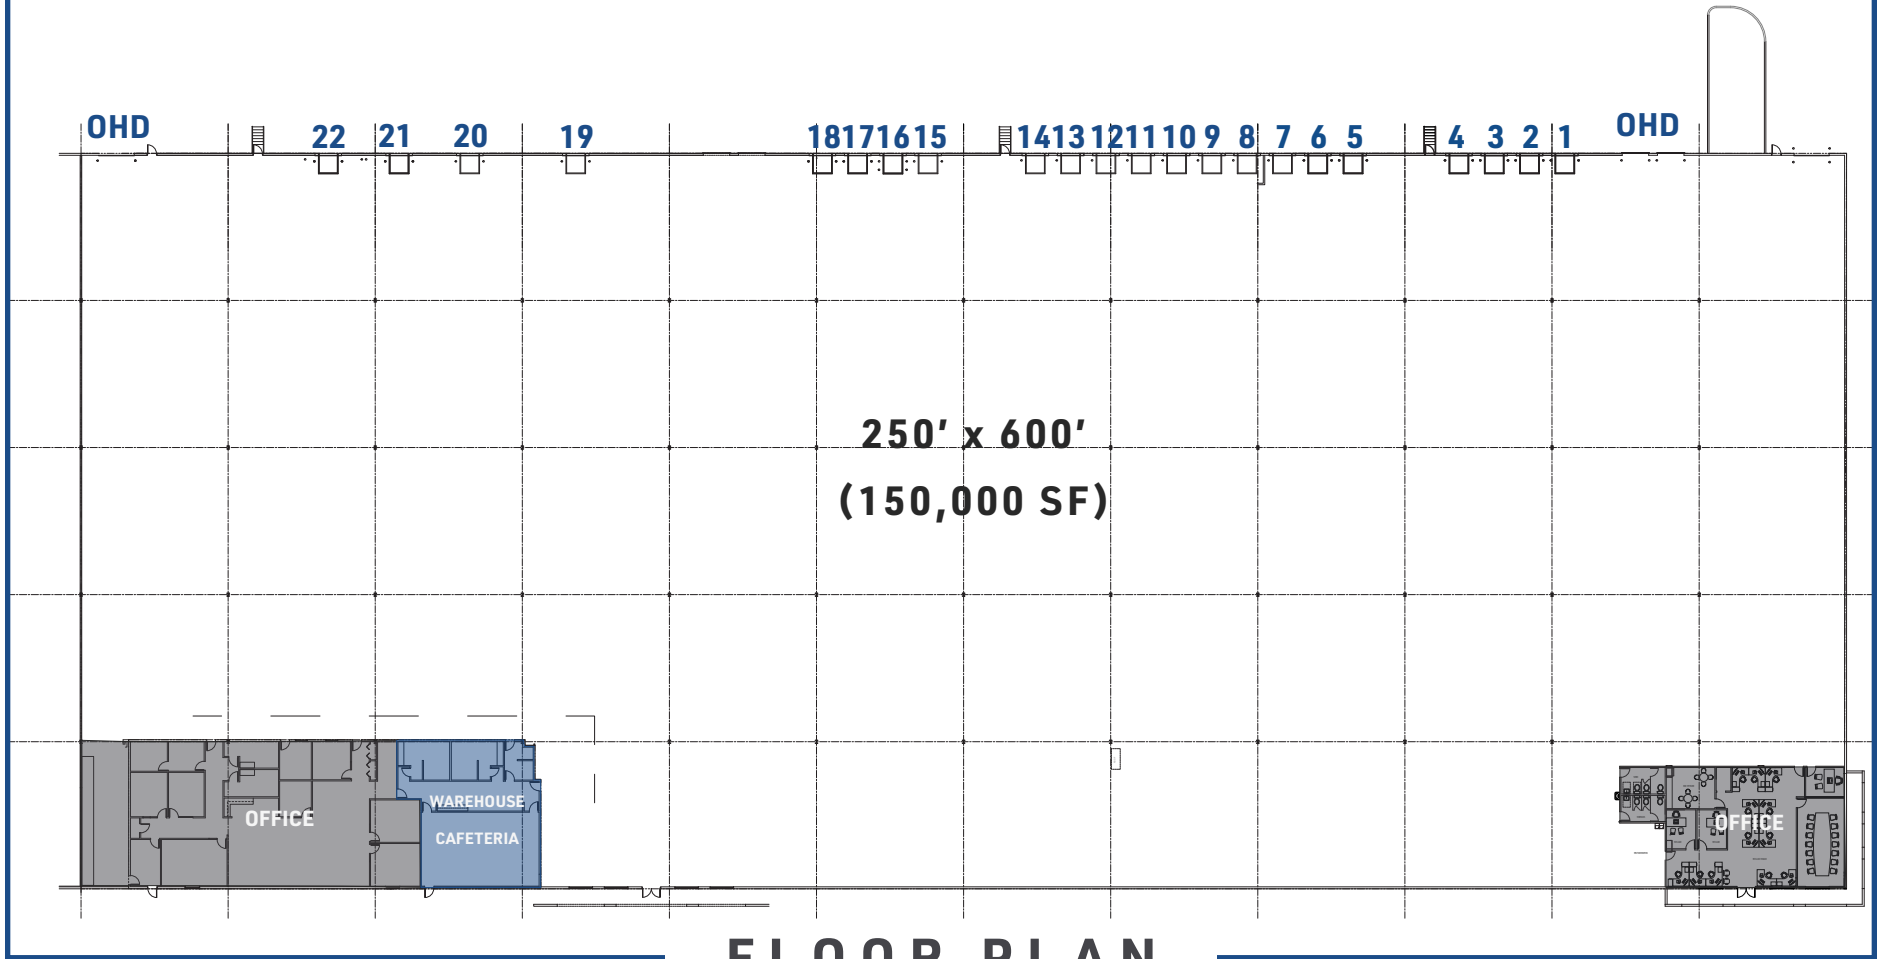 OHD 22 21 20 19 18 17 16 15 14 13 12 11 10 9 8 7 6 5 4 3 2 1 OHD
250’ x 600’
(150,000 SF)
OFFICE
WAREHOUSE
CAFETERIA
OFFICE
FLOOR PLAN